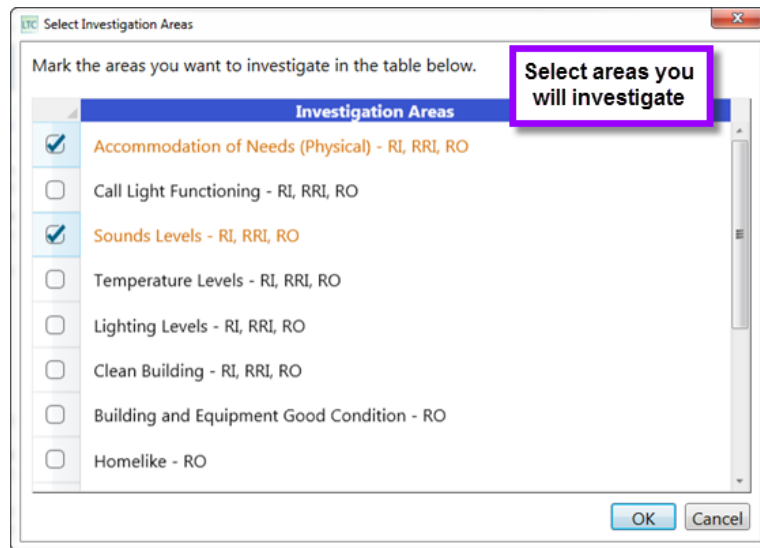 LTC Select Investigation Areas
Mark the areas you want to investigate in the table below.
Select areas you
will investigate
Investigation Areas
Accommodation of Needs (Physical) - RI, RRI, RO
Call Light Functioning - RI, RRI, RO
Sounds Levels - RI, RRI, RO
Temperature Levels - RI, RRI, RO
Lighting Levels - RI, RRI, RO
Clean Building - RI, RRI, RO
Building and Equipment Good Condition - RO
Homelike - RO
OK Cancel